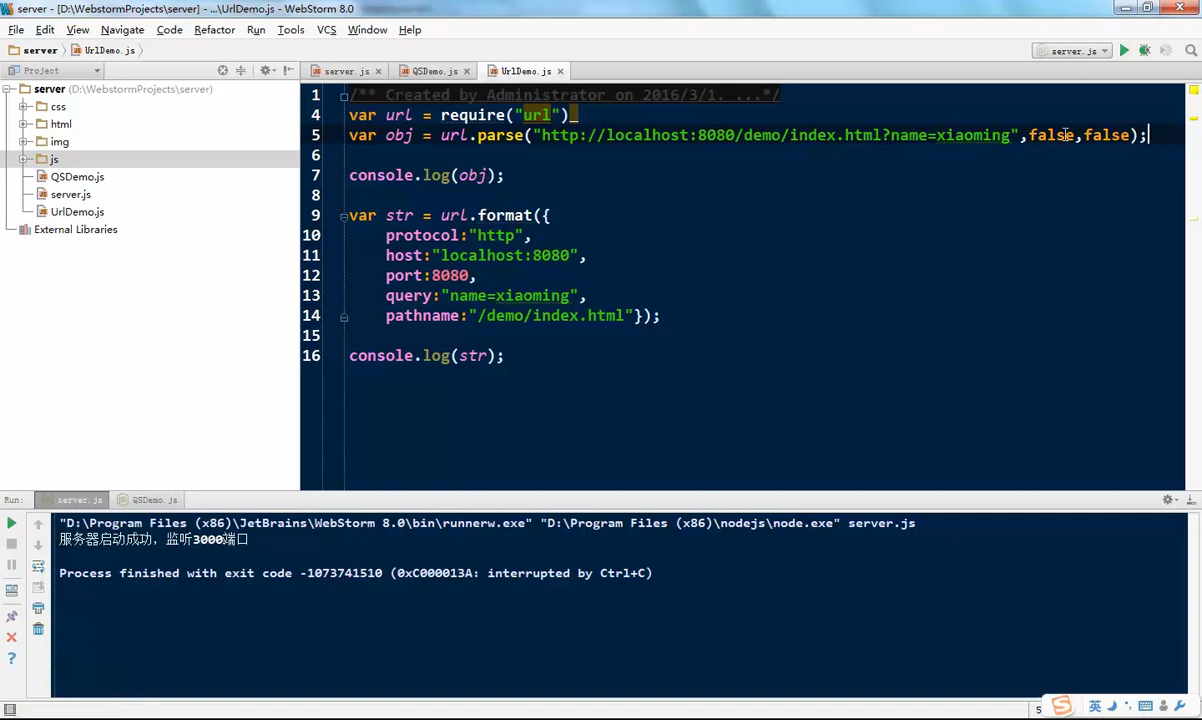 server - [D:\WebstormProjects\server] - ...\UrlDemo.js - WebStorm 8.0
File Edit View Navigate Code Refactor Run Tools VCS Window Help
server UrlDemo.js server.js
Project server.js QSDemo.js UrlDemo.js
server (D:\WebstormProjects\server)
css
html
img
js
QSDemo.js
server.js
UrlDemo.js
External Libraries
1 /** Created by Administrator on 2016/3/1. ...*/
4 var url = require("url")
5 var obj = url.parse("http://localhost:8080/demo/index.html?name=xiaoming",false,false);
6
7 console.log(obj);
8
9 var str = url.format({
10 protocol:"http",
11 host:"localhost:8080",
12 port:8080,
13 query:"name=xiaoming",
14 pathname:"/demo/index.html"});
15
16 console.log(str);
Run: server.js QSDemo.js
"D:\Program Files (x86)\JetBrains\WebStorm 8.0\bin\runnerw.exe" "D:\Program Files (x86)\nodejs\node.exe" server.js
服务器启动成功，监听3000端口
Process finished with exit code -1073741510 (0xC000013A: interrupted by Ctrl+C)
英